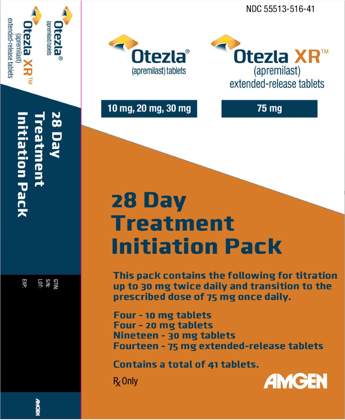 Otezla®
(apremilast) tablets
Otezla XR™
(apremilast)
extended-release tablets
28 Day
Treatment
Initiation Pack
GTIN:
S/N:
LOT:
EXP:
AMGEN
NDC 55513-516-41
Otezla®
(apremilast) tablets
10 mg, 20 mg, 30 mg
Otezla XR™
(apremilast)
extended-release tablets
75 mg
28 Day
Treatment
Initiation Pack
This pack contains the following for titration
up to 30 mg twice daily and transition to the
prescribed dose of 75 mg once daily.
Four - 10 mg tablets
Four - 20 mg tablets
Nineteen - 30 mg tablets
Fourteen - 75 mg extended-release tablets
Contains a total of 41 tablets.
℞ Only
AMGEN